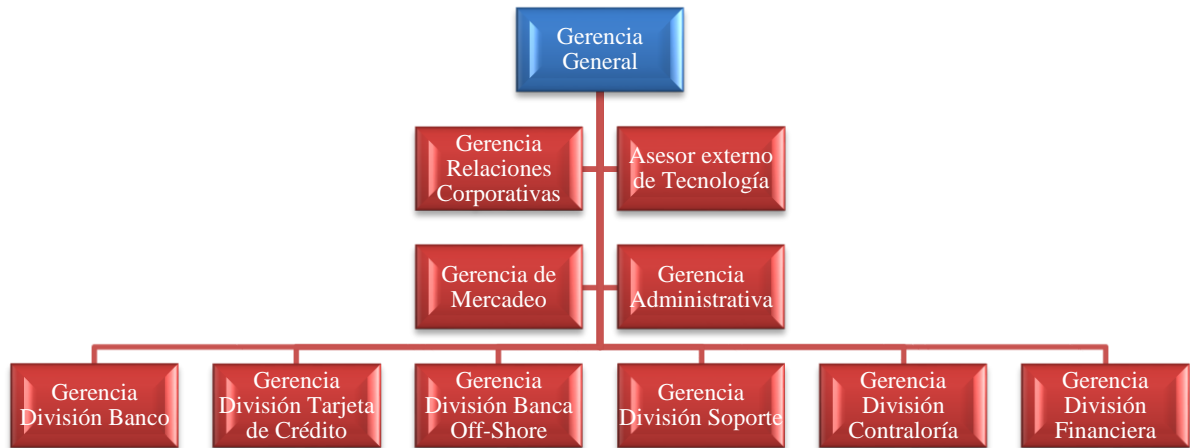 Gerencia
General
Gerencia
Relaciones
Corporativas
Asesor externo
de Tecnología
Gerencia de
Mercadeo
Gerencia
Administrativa
Gerencia
División Banco
Gerencia
División Tarjeta
de Crédito
Gerencia
División Banca
Off-Shore
Gerencia
División Soporte
Gerencia
División
Contraloría
Gerencia
División
Financiera